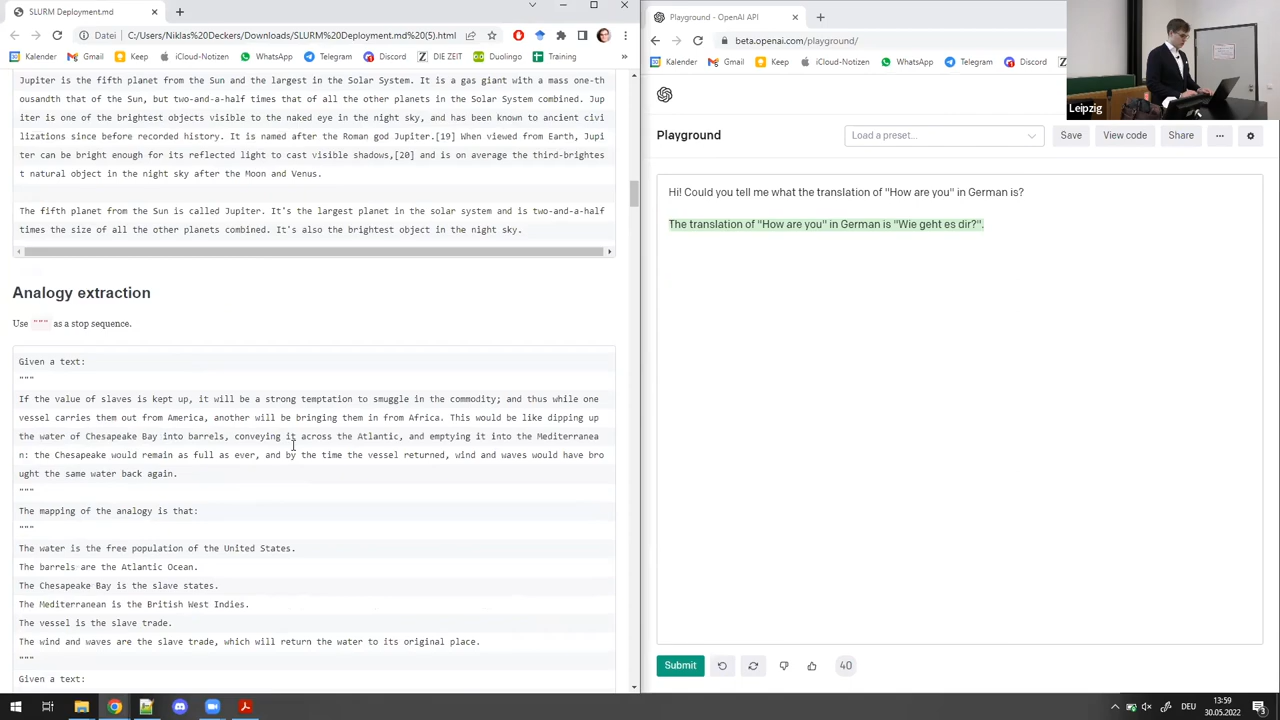 SLURM Deployment.md
Datei
C:/Users/Niklas%20Deckers/Downloads/SLURM%20Deployment.md%20(5).html
Kalender
Gmail
Keep
iCloud-Notizen
WhatsApp
Telegram
Discord
DIE ZEIT
Duolingo
Training
Jupiter is the fifth planet from the Sun and the largest in the Solar System. It is a gas giant with a mass one-th
ousandth that of the Sun, but two-and-a-half times that of all the other planets in the Solar System combined. Jup
iter is one of the brightest objects visible to the naked eye in the night sky, and has been known to ancient civi
lizations since before recorded history. It is named after the Roman god Jupiter.[19] When viewed from Earth, Jupi
ter can be bright enough for its reflected light to cast visible shadows,[20] and is on average the third-brightes
t natural object in the night sky after the Moon and Venus.
The fifth planet from the Sun is called Jupiter. It's the largest planet in the solar system and is two-and-a-half
times the size of all the other planets combined. It's also the brightest object in the night sky.
Analogy extraction
Use """ as a stop sequence.
Given a text:
"""
If the value of slaves is kept up, it will be a strong temptation to smuggle in the commodity; and thus while one
vessel carries them out from America, another will be bringing them in from Africa. This would be like dipping up
the water of Chesapeake Bay into barrels, conveying it across the Atlantic, and emptying it into the Mediterranea
n: the Chesapeake would remain as full as ever, and by the time the vessel returned, wind and waves would have bro
ught the same water back again.
"""
The mapping of the analogy is that:
"""
The water is the free population of the United States.
The barrels are the Atlantic Ocean.
The Chesapeake Bay is the slave states.
The Mediterranean is the British West Indies.
The vessel is the slave trade.
The wind and waves are the slave trade, which will return the water to its original place.
"""
Given a text:
Playground - OpenAI API
beta.openai.com/playground/
Kalender
Gmail
Keep
iCloud-Notizen
WhatsApp
Telegram
Discord
Leipzig
Playground
Load a preset...
Save
View code
Share
Hi! Could you tell me what the translation of "How are you" in German is?
The translation of "How are you" in German is "Wie geht es dir?".
Submit
40
DEU
13:59
30.05.2022
3